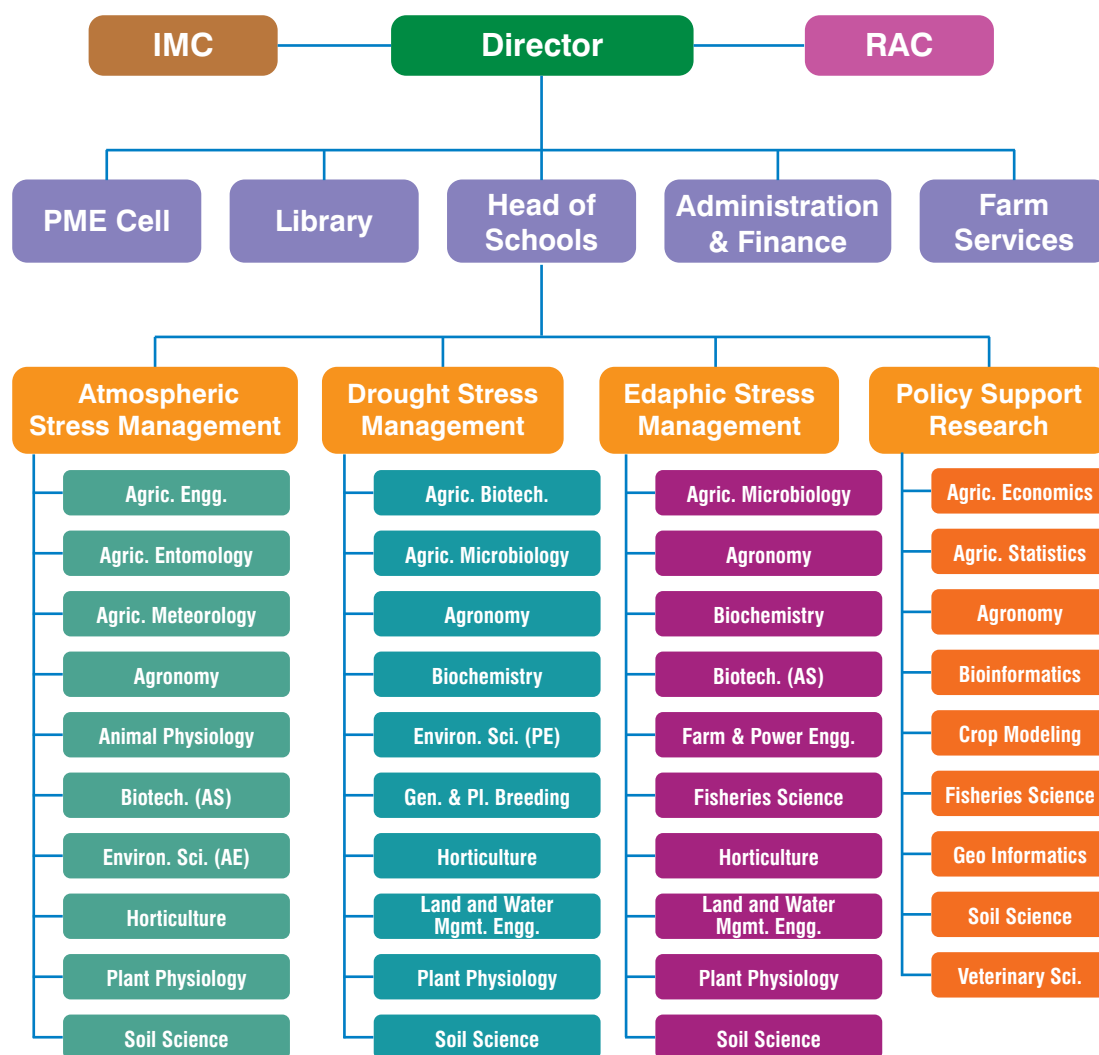 IMC
Director
RAC
PME Cell
Library
Head of
Schools
Administration
& Finance
Farm
Services
Atmospheric
Stress Management
Agric. Engg.
Agric. Entomology
Agric. Meteorology
Agronomy
Animal Physiology
Biotech. (AS)
Environ. Sci. (AE)
Horticulture
Plant Physiology
Soil Science
Drought Stress
Management
Agric. Biotech.
Agric. Microbiology
Agronomy
Biochemistry
Environ. Sci. (PE)
Gen. & Pl. Breeding
Horticulture
Land and Water
Mgmt. Engg.
Plant Physiology
Soil Science
Edaphic Stress
Management
Agric. Microbiology
Agronomy
Biochemistry
Biotech. (AS)
Farm & Power Engg.
Fisheries Science
Horticulture
Land and Water
Mgmt. Engg.
Plant Physiology
Soil Science
Policy Support
Research
Agric. Economics
Agric. Statistics
Agronomy
Bioinformatics
Crop Modeling
Fisheries Science
Geo Informatics
Soil Science
Veterinary Sci.